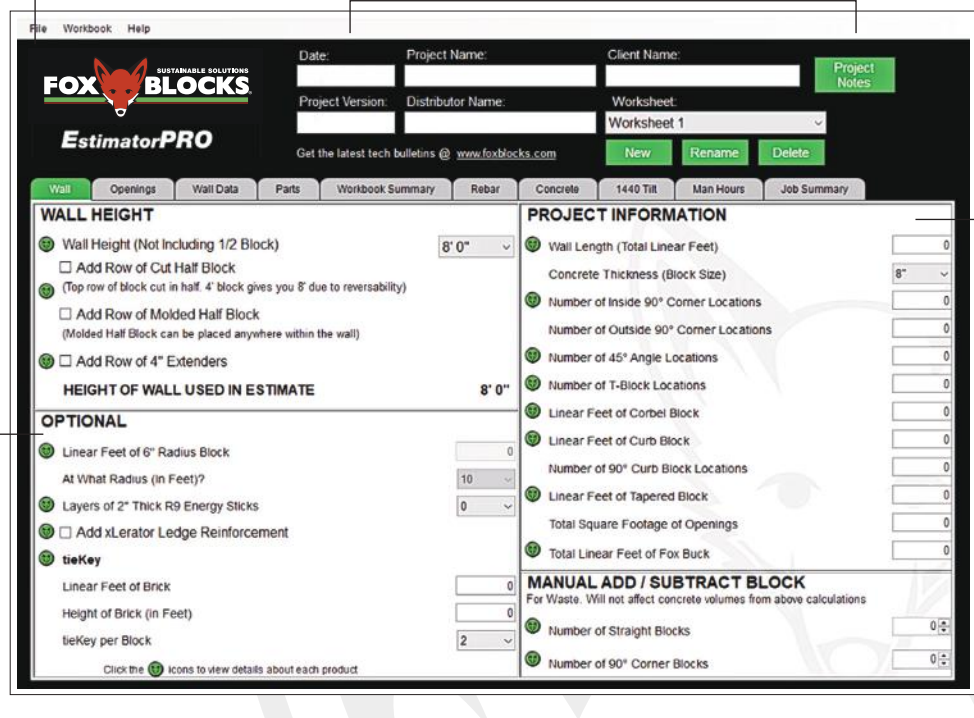 File Workbook Help
SUSTAINABLE SOLUTIONS
FOX BLOCKS
EstimatorPRO
Date: Project Name: Client Name:
Project Notes
Project Version: Distributor Name: Worksheet:
Worksheet 1
Get the latest tech bulletins @ www.foxblocks.com
New Rename Delete
Wall Openings Wall Data Parts Workbook Summary Rebar Concrete 1440 Tilt Man Hours Job Summary
WALL HEIGHT
Wall Height (Not Including 1/2 Block) 8' 0"
Add Row of Cut Half Block
(Top row of block cut in half. 4' block gives you 8' due to reversability)
Add Row of Molded Half Block
(Molded Half Block can be placed anywhere within the wall)
Add Row of 4" Extenders
HEIGHT OF WALL USED IN ESTIMATE 8' 0"
OPTIONAL
Linear Feet of 6" Radius Block 0
At What Radius (in Feet)? 10
Layers of 2" Thick R9 Energy Sticks 0
Add xLerator Ledge Reinforcement
tieKey
Linear Feet of Brick 0
Height of Brick (in Feet) 0
tieKey per Block 2
Click the icons to view details about each product
PROJECT INFORMATION
Wall Length (Total Linear Feet) 0
Concrete Thickness (Block Size) 8"
Number of Inside 90° Corner Locations 0
Number of Outside 90° Corner Locations 0
Number of 45° Angle Locations 0
Number of T-Block Locations 0
Linear Feet of Corbel Block 0
Linear Feet of Curb Block 0
Number of 90° Curb Block Locations 0
Linear Feet of Tapered Block 0
Total Square Footage of Openings 0
Total Linear Feet of Fox Buck 0
MANUAL ADD / SUBTRACT BLOCK
For Waste. Will not affect concrete volumes from above calculations
Number of Straight Blocks 0
Number of 90° Corner Blocks 0